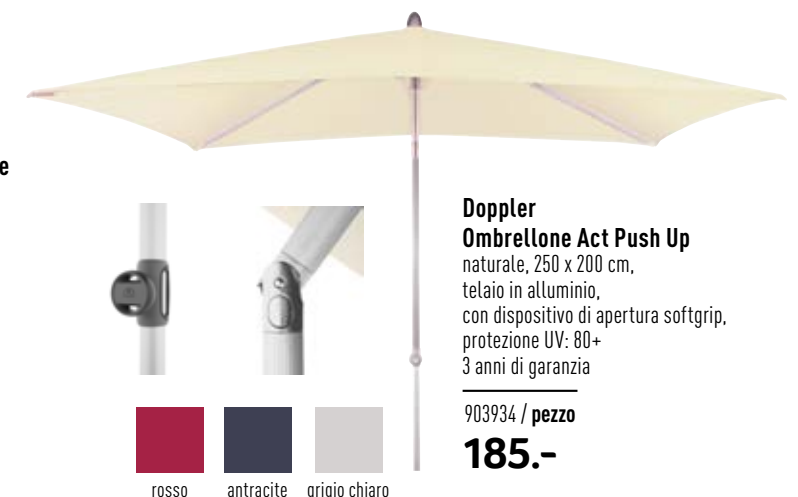 e
Doppler
Ombrellone Act Push Up
naturale, 250 x 200 cm,
telaio in alluminio,
con dispositivo di apertura softgrip,
protezione UV: 80+
3 anni di garanzia
903934 / pezzo
185.-
rosso antracite grigio chiaro